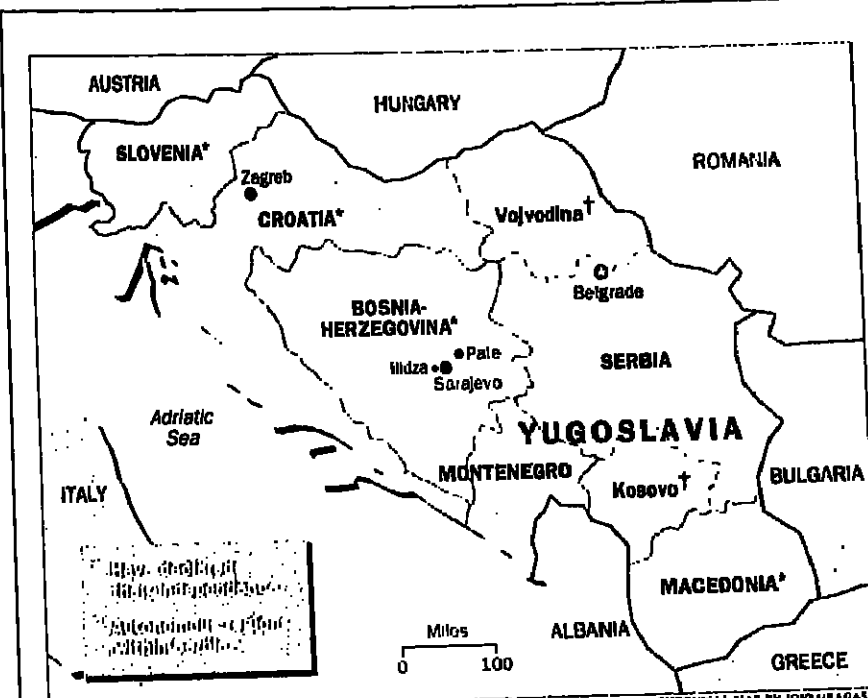 AUSTRIA
HUNGARY
SLOVENIA*
ROMANIA
Zagreb
CROATIA*
Vojvodina†
Belgrade
BOSNIA-
HERZEGOVINA*
Pale
Ilidza
Sarajevo
SERBIA
Adriatic
Sea
YUGOSLAVIA
MONTENEGRO
Kosovo†
BULGARIA
ITALY
MACEDONIA*
Miles
0 100
ALBANIA
GREECE